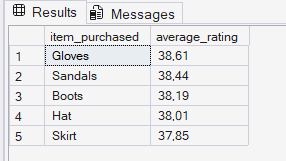 Results Messages
item_purchased average_rating
1 Gloves 38,61
2 Sandals 38,44
3 Boots 38,19
4 Hat 38,01
5 Skirt 37,85